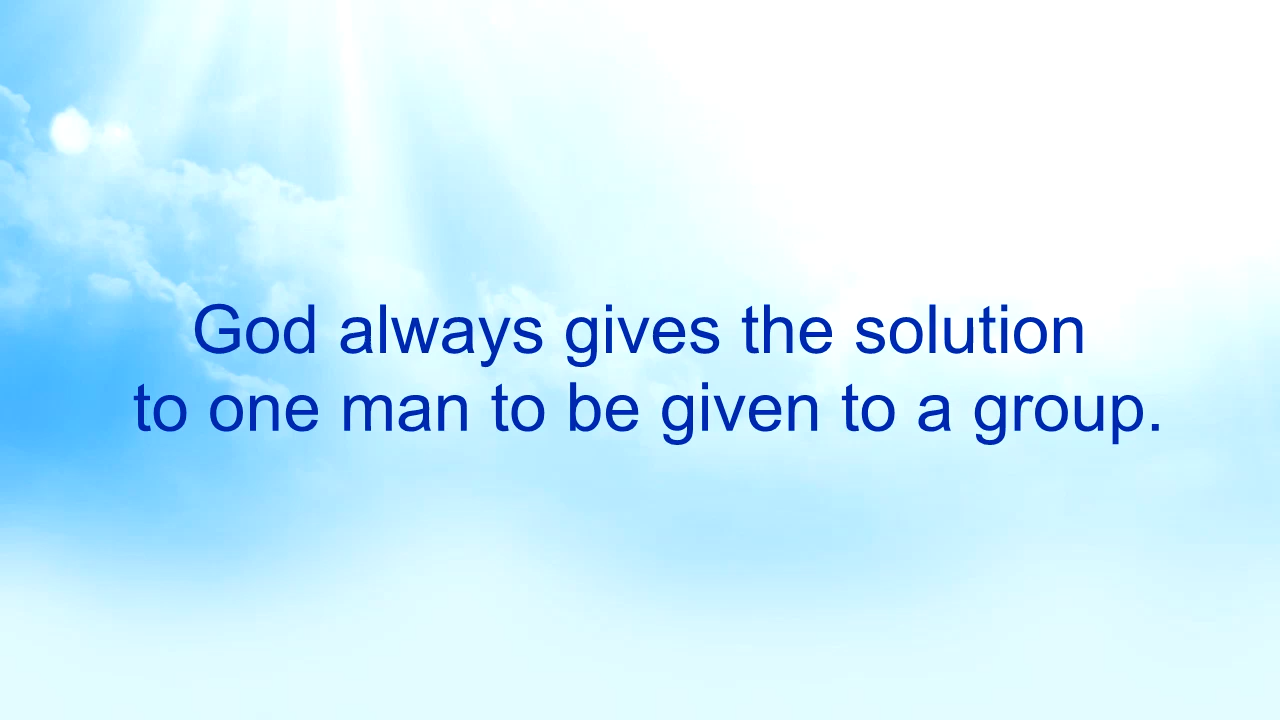 God always gives the solution
to one man to be given to a group.